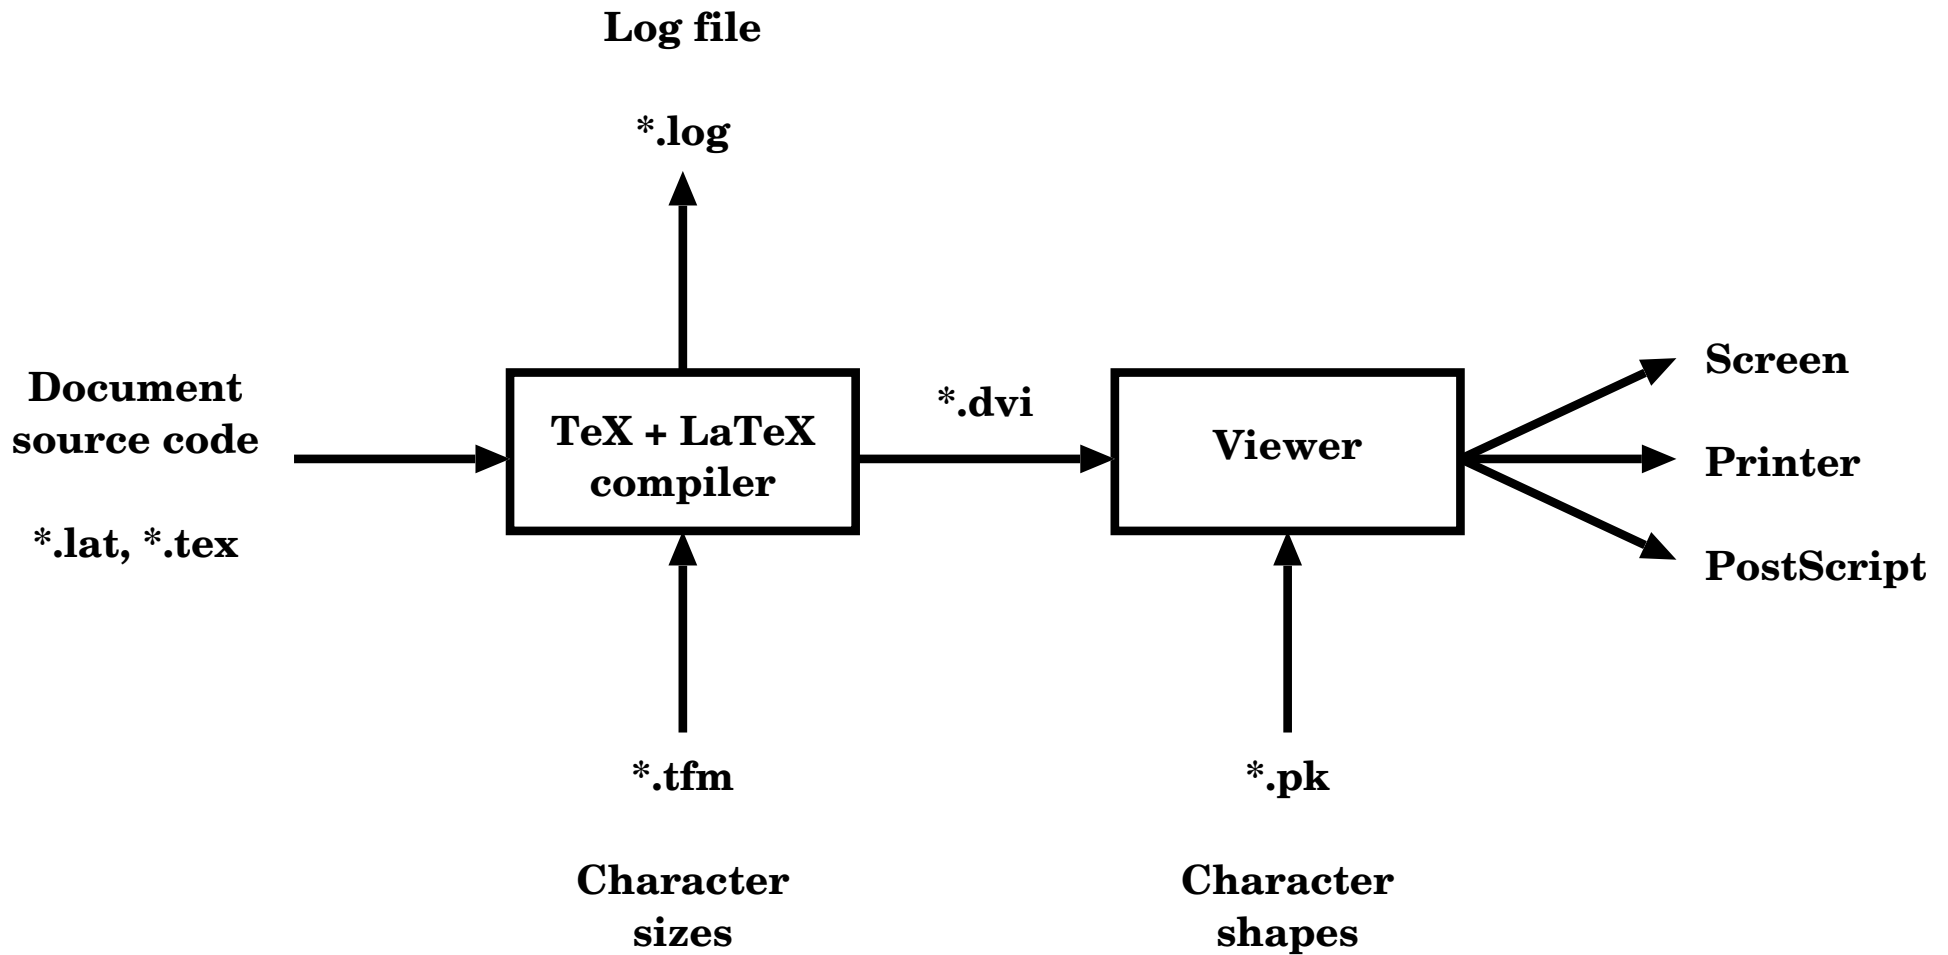 Log file
*.log
Document
source code
*.lat, *.tex
TeX + LaTeX
compiler
*.dvi
Viewer
Screen
Printer
PostScript
*.tfm
Character
sizes
*.pk
Character
shapes